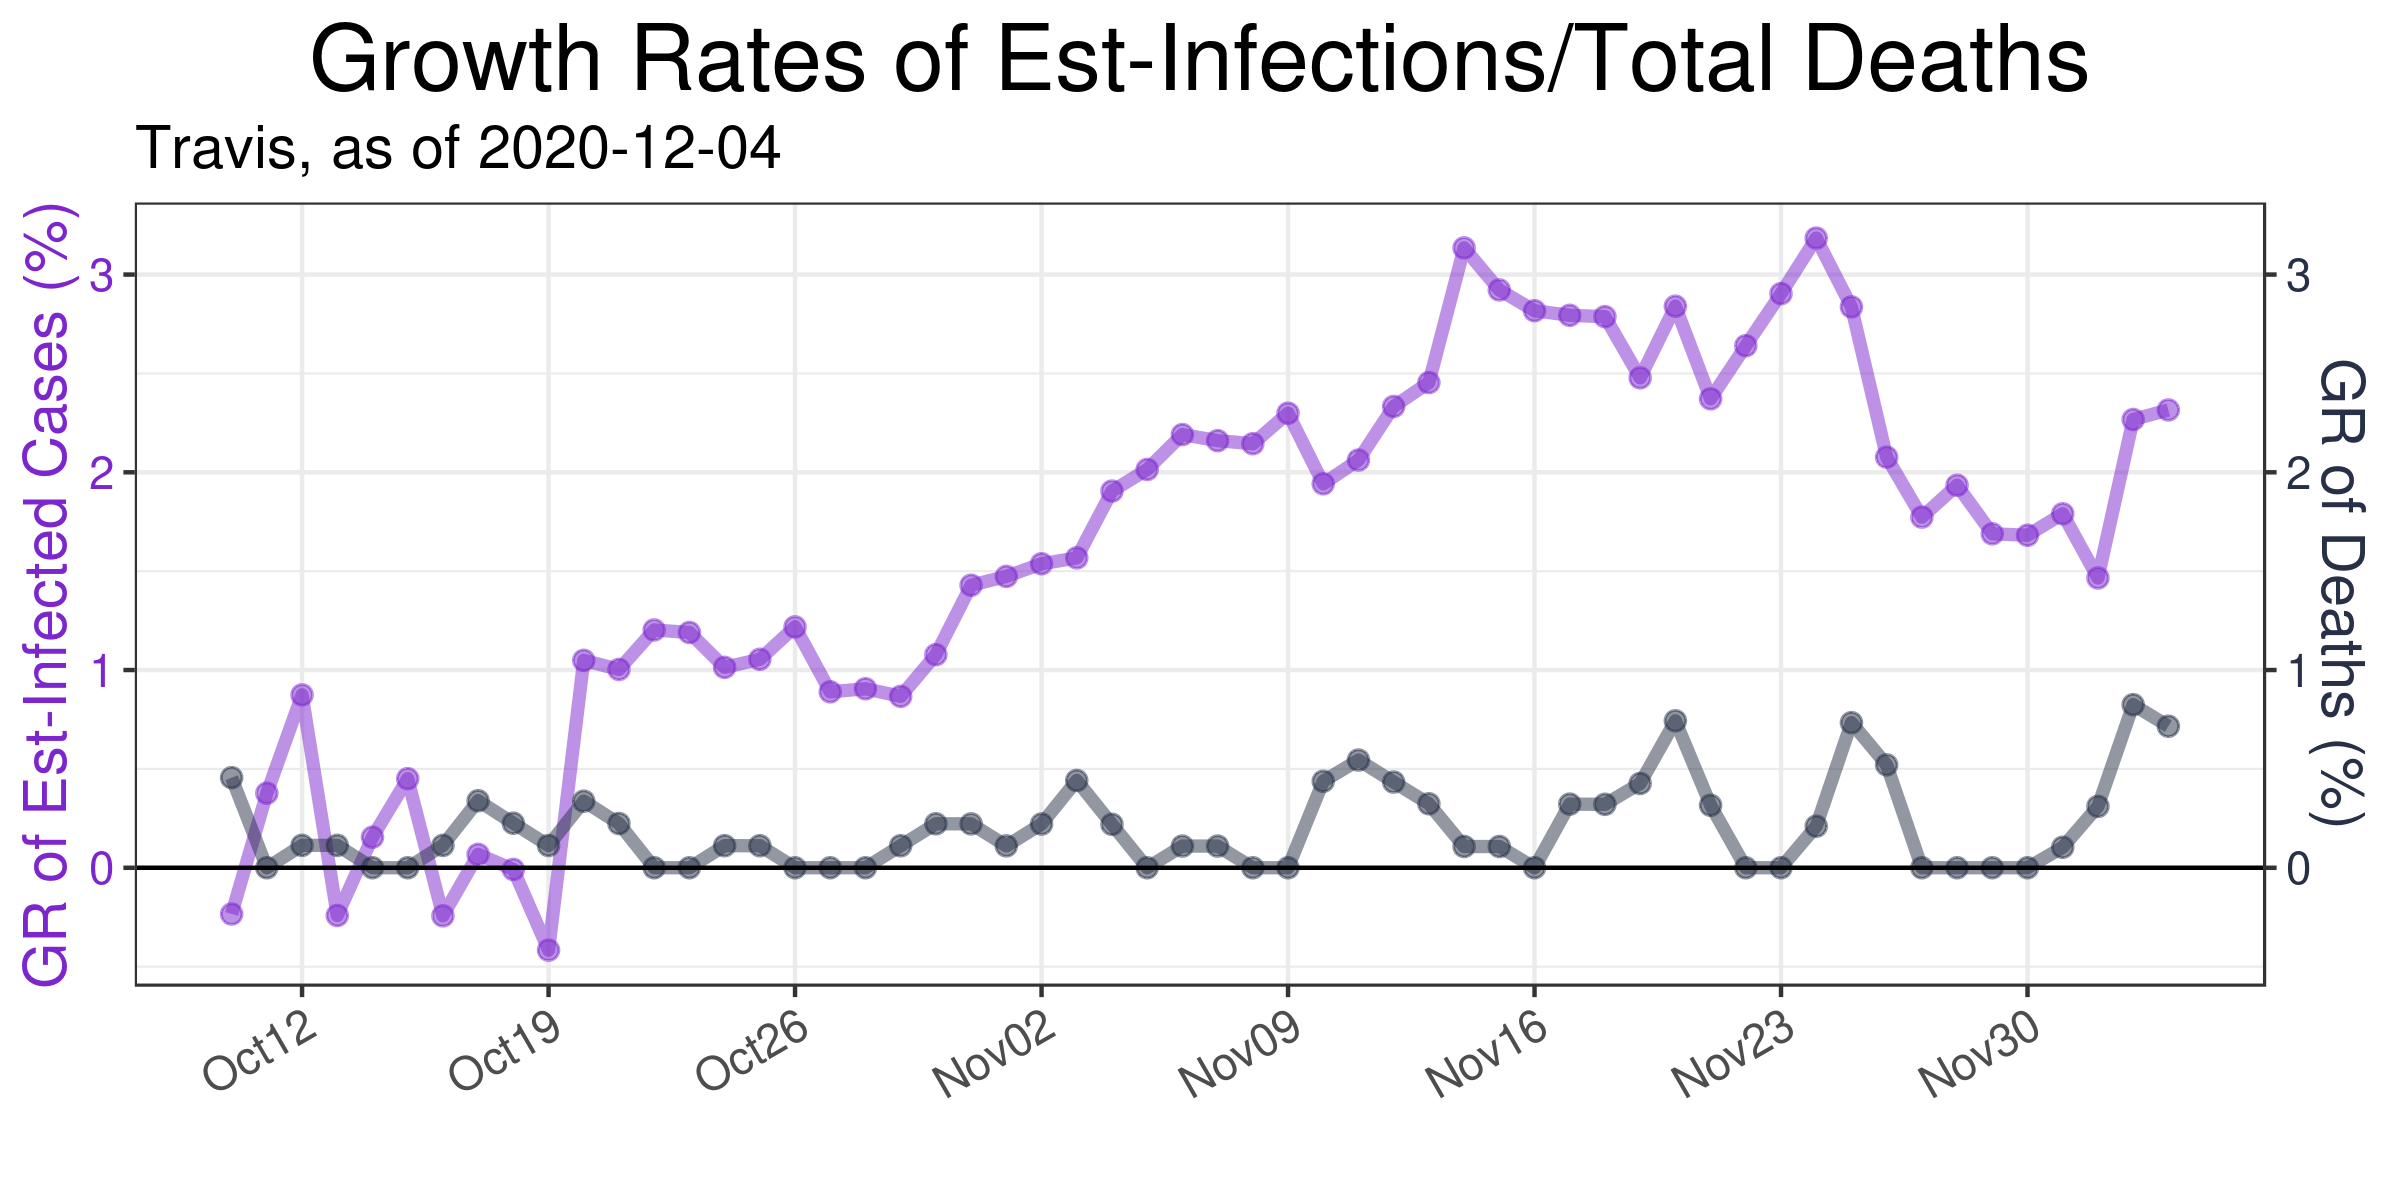 Growth Rates of Est-Infections/Total Deaths
Travis, as of 2020-12-04
GR of Est-Infected Cases (%)
3
2
1
0
3
2
1
0
GR of Deaths (%)
Oct12
Oct19
Oct26
Nov02
Nov09
Nov16
Nov23
Nov30